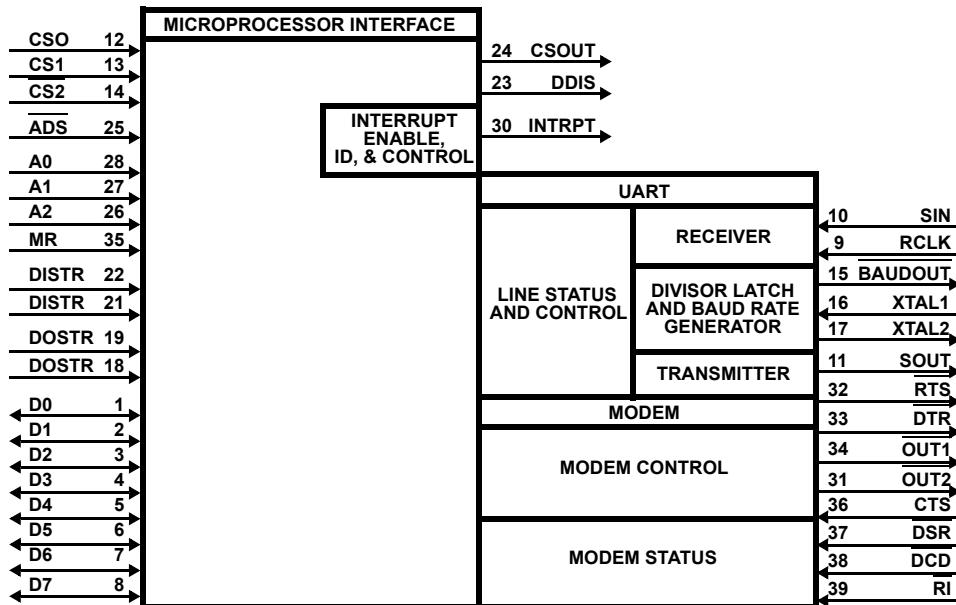 MICROPROCESSOR INTERFACE
CSO 12
CS1 13
CS2 14
ADS 25
A0 28
A1 27
A2 26
MR 35
DISTR 22
DISTR 21
DOSTR 19
DOSTR 18
D0 1
D1 2
D2 3
D3 4
D4 5
D5 6
D6 7
D7 8
24 CSOUT
23 DDIS
30 INTRPT
INTERRUPT
ENABLE,
ID, & CONTROL
UART
LINE STATUS
AND CONTROL
RECEIVER
DIVISOR LATCH
AND BAUD RATE
GENERATOR
TRANSMITTER
MODEM
MODEM CONTROL
MODEM STATUS
10 SIN
9 RCLK
15 BAUDOUT
16 XTAL1
17 XTAL2
11 SOUT
32 RTS
33 DTR
34 OUT1
31 OUT2
36 CTS
37 DSR
38 DCD
39 RI